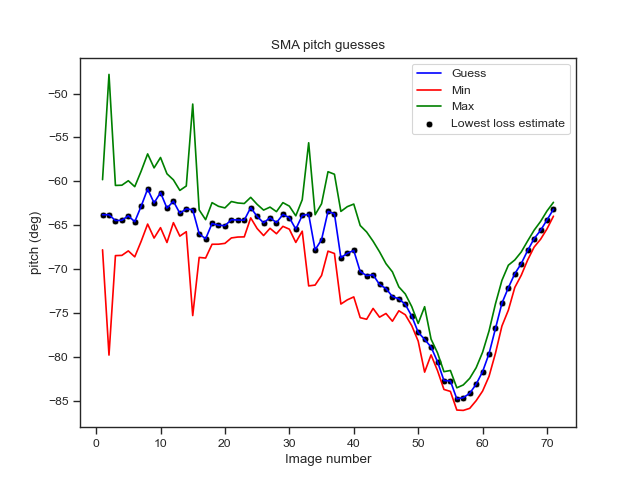 SMA pitch guesses
Guess
Min
Max
Lowest loss estimate
pitch (deg)
−50
−55
−60
−65
−70
−75
−80
−85
0 10 20 30 40 50 60 70
Image number